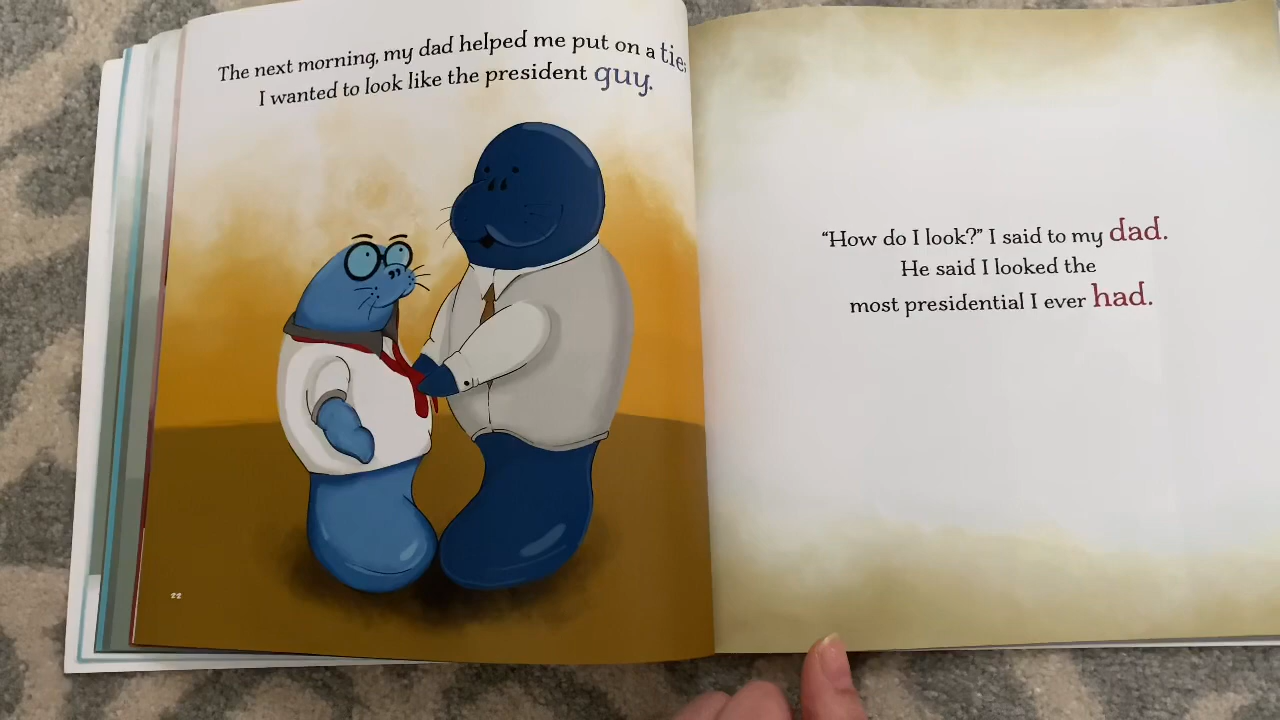 The next morning, my dad helped me put on a tie;
I wanted to look like the president guy.
22
“How do I look?” I said to my dad.
He said I looked the
most presidential I ever had.